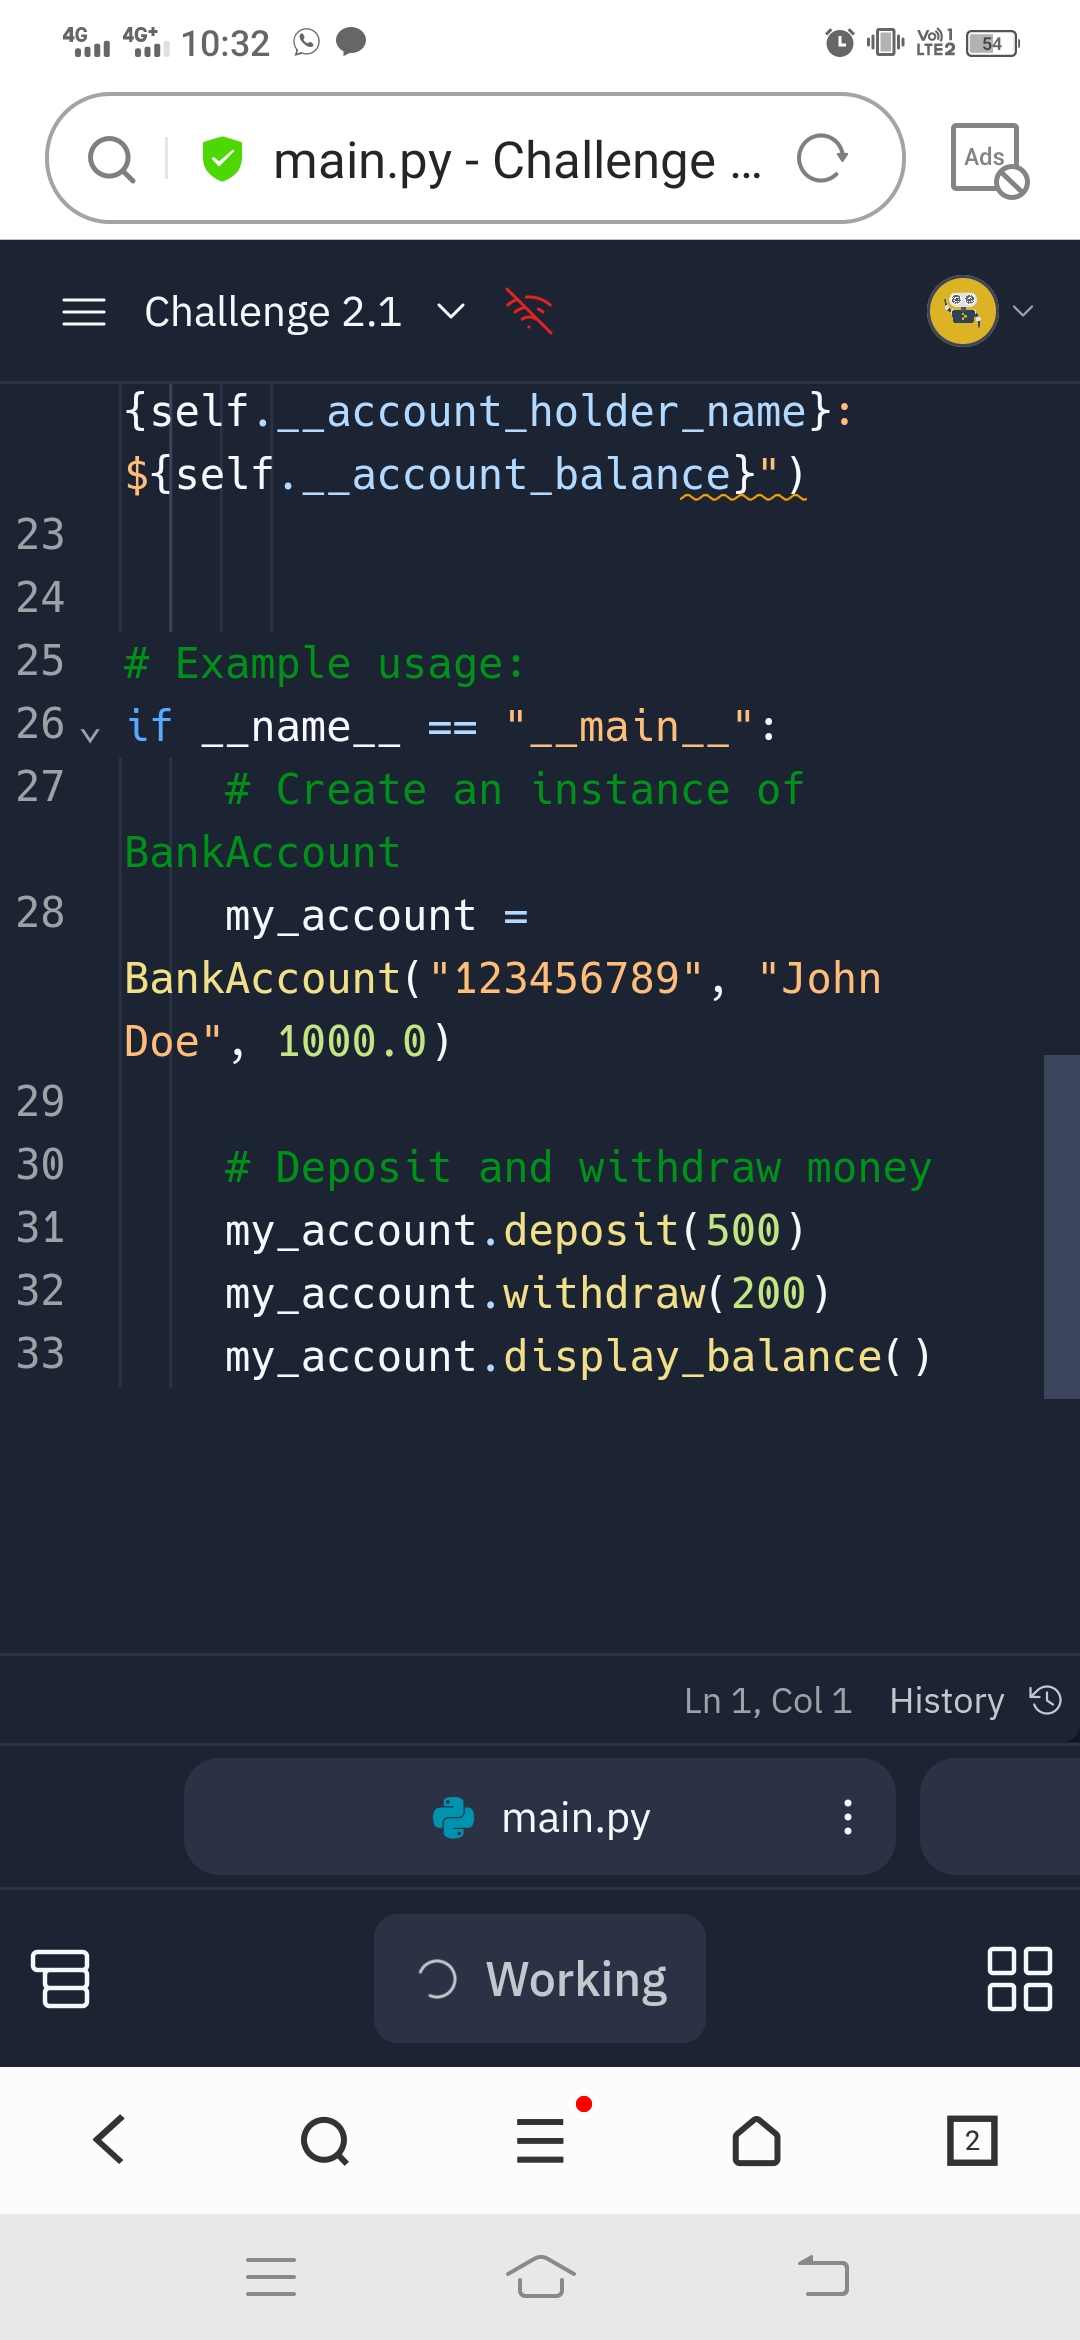 4G 4G+ 10:32 Vo) 1 LTE2 54
main.py - Challenge ... Ads
Challenge 2.1
{self.__account_holder_name}:
${self.__account_balance}")
23
24
25 # Example usage:
26 if __name__ == "__main__":
27 # Create an instance of
BankAccount
28 my_account =
BankAccount("123456789", "John
Doe", 1000.0)
29
30 # Deposit and withdraw money
31 my_account.deposit(500)
32 my_account.withdraw(200)
33 my_account.display_balance()
Ln 1, Col 1 History
main.py
Working
2